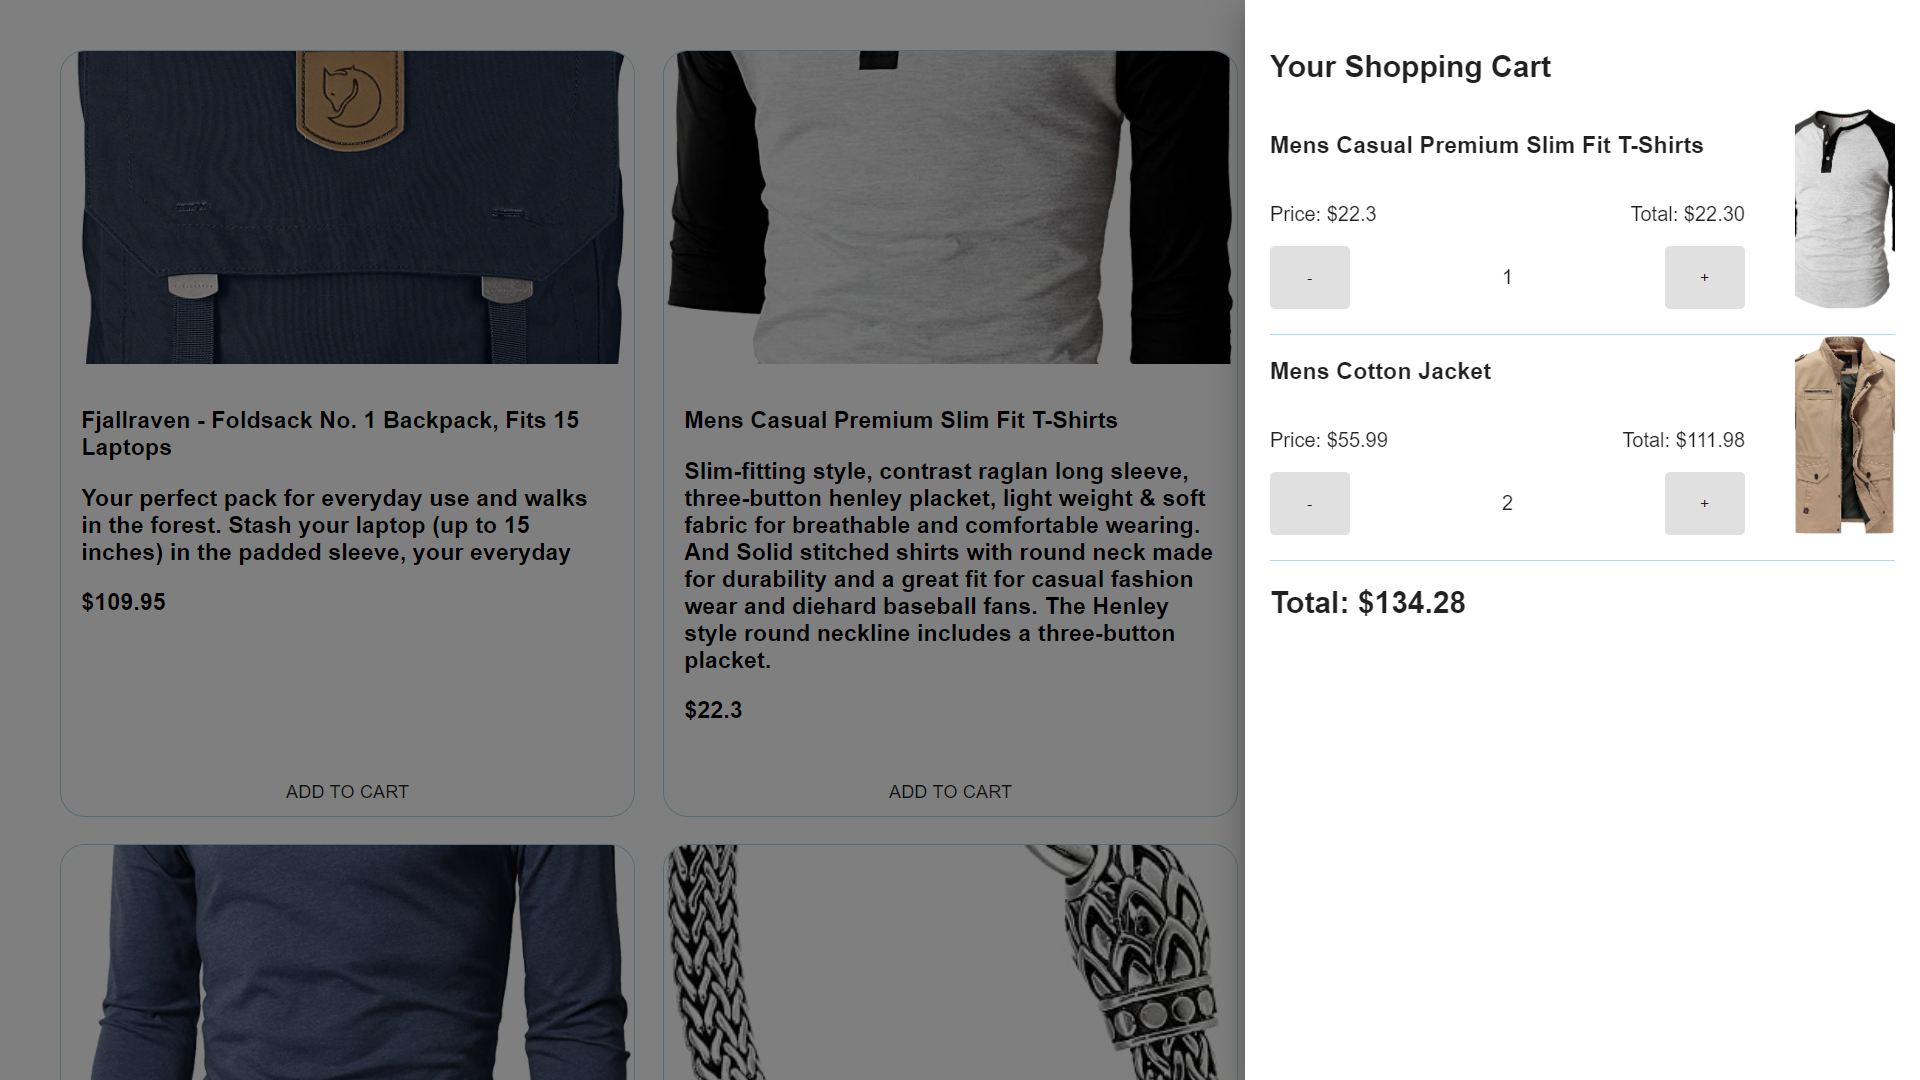 Fjallraven - Foldsack No. 1 Backpack, Fits 15
Laptops
Your perfect pack for everyday use and walks
in the forest. Stash your laptop (up to 15
inches) in the padded sleeve, your everyday
$109.95
ADD TO CART
Mens Casual Premium Slim Fit T-Shirts
Slim-fitting style, contrast raglan long sleeve,
three-button henley placket, light weight & soft
fabric for breathable and comfortable wearing.
And Solid stitched shirts with round neck made
for durability and a great fit for casual fashion
wear and diehard baseball fans. The Henley
style round neckline includes a three-button
placket.
$22.3
ADD TO CART
Your Shopping Cart
Mens Casual Premium Slim Fit T-Shirts
Price: $22.3 Total: $22.30
- 1 +
Mens Cotton Jacket
Price: $55.99 Total: $111.98
- 2 +
Total: $134.28